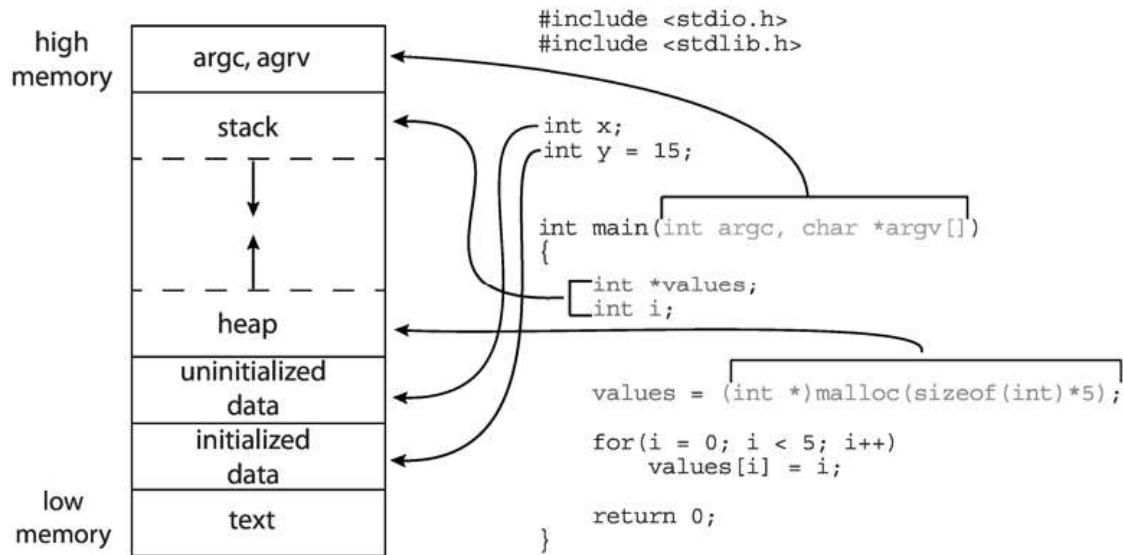 high
memory
argc, agrv
stack
heap
uninitialized
data
initialized
data
low
memory
text
#include <stdio.h>
#include <stdlib.h>
int x;
int y = 15;
int main(int argc, char *argv[])
{
int *values;
int i;
values = (int *)malloc(sizeof(int)*5);
for(i = 0; i < 5; i++)
values[i] = i;
return 0;
}